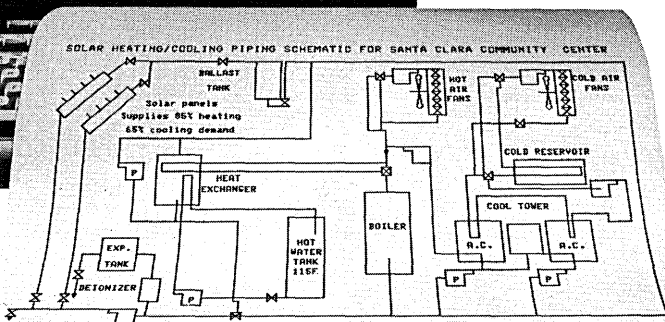 SOLAR HEATING/COOLING PIPING SCHEMATIC FOR SANTA CLARA COMMUNITY CENTER
BALLAST
TANK
Solar panels
Supplies 85% heating
65% cooling demand
HOT
AIR
FANS
COLD AIR
FANS
P
HEAT
EXCHANGER
COLD RESERVOIR
BOILER
COOL TOWER
A.C.
A.C.
EXP.
TANK
HOT
WATER
TANK
115F.
DEIONIZER
P
P
P